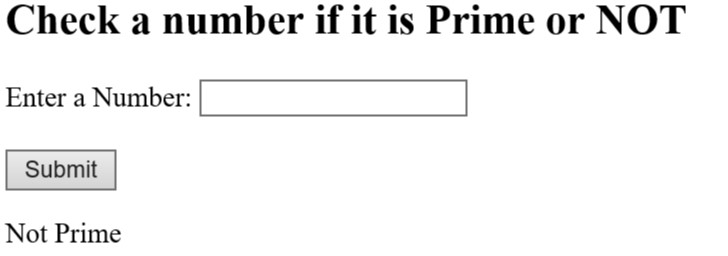 Check a number if it is Prime or NOT
Enter a Number:
Submit
Not Prime